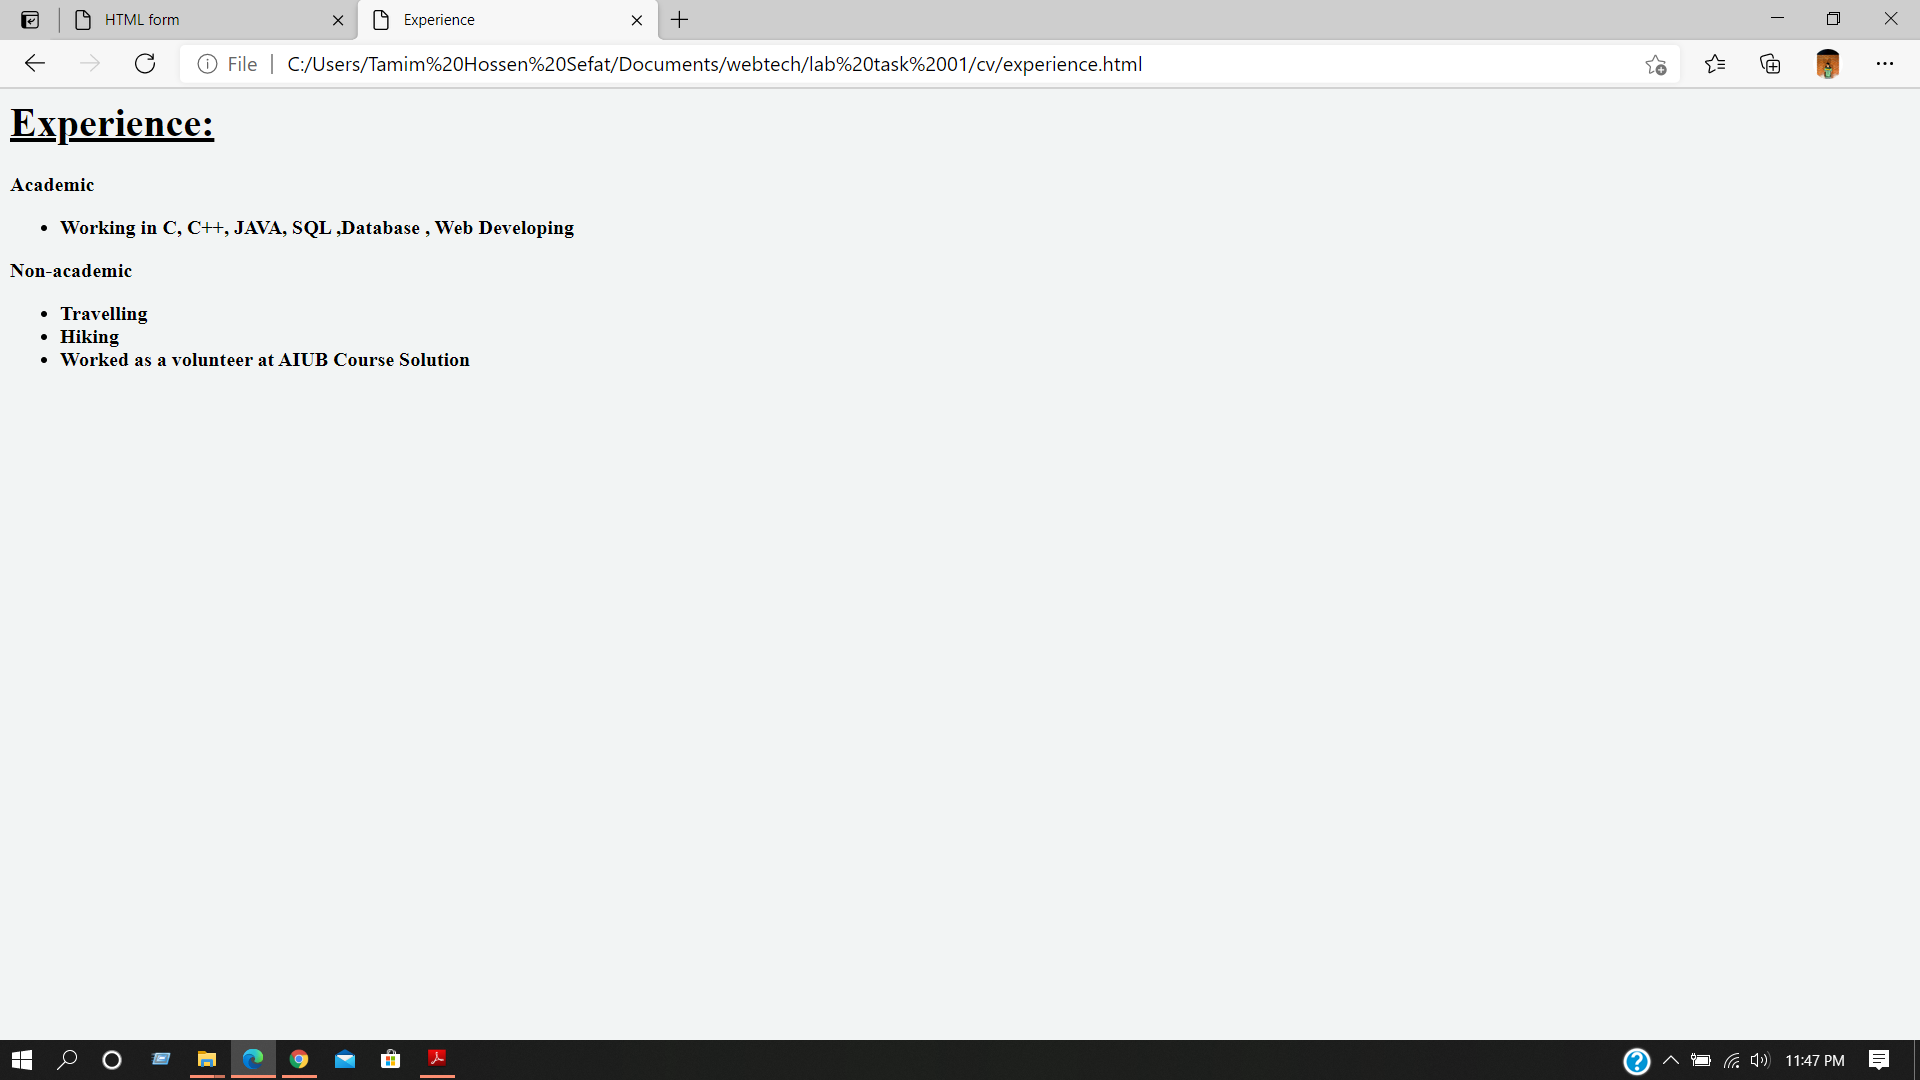 HTML form
Experience
File
C:/Users/Tamim%20Hossen%20Sefat/Documents/webtech/lab%20task%2001/cv/experience.html
Experience:
Academic
Working in C, C++, JAVA, SQL ,Database , Web Developing
Non-academic
Travelling
Hiking
Worked as a volunteer at AIUB Course Solution
11:47 PM